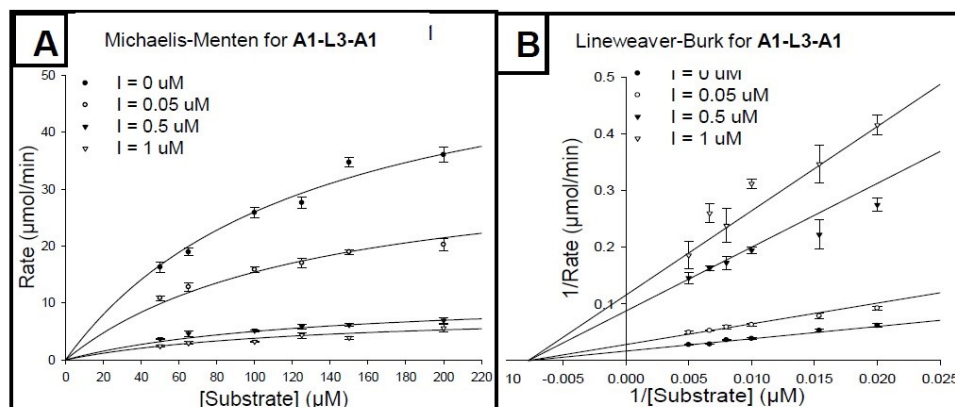 A
Michaelis-Menten for A1-L3-A1
I = 0 uM
I = 0.05 uM
I = 0.5 uM
I = 1 uM
Rate (µmol/min)
50
40
30
20
10
0
0 20 40 60 80 100 120 140 160 180 200 220
[Substrate] (µM)
B
Lineweaver-Burk for A1-L3-A1
I = 0 uM
I = 0.05 uM
I = 0.5 uM
I = 1 uM
1/Rate (µmol/min)
0.5
0.4
0.3
0.2
0.1
10 -0.005 0.000 0.005 0.010 0.015 0.020 0.025
1/[Substrate] (µM)